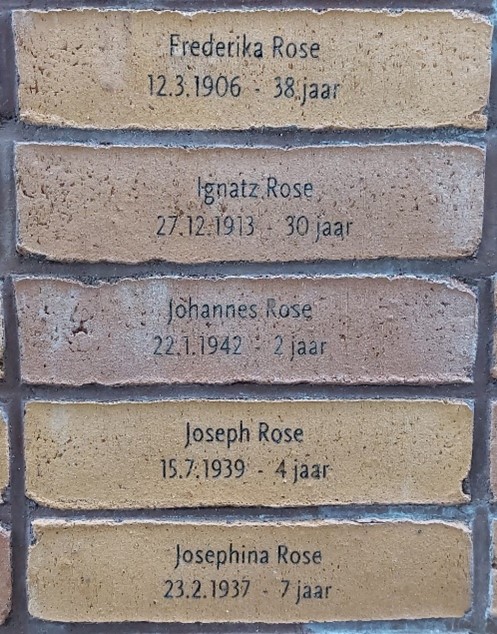 Frederika Rose
12.3.1906 - 38 jaar
Ignatz Rose
27.12.1913 - 30 jaar
Johannes Rose
22.1.1942 - 2 jaar
Joseph Rose
15.7.1939 - 4 jaar
Josephina Rose
23.2.1937 - 7 jaar